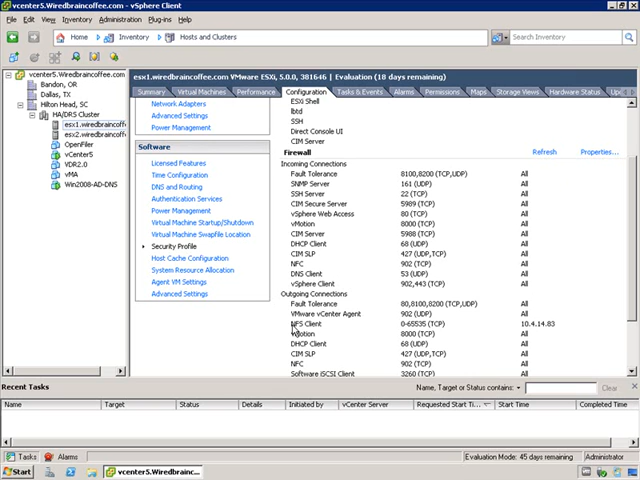 vcenter5.Wiredbraincoffee.com - vSphere Client
File Edit View Inventory Administration Plug-ins Help
Home Inventory Hosts and Clusters Search Inventory
vcenter5.Wiredbraincoffee.com
Bandon, OR
Dallas, TX
Hilton Head, SC
HA/DRS Cluster
esx1.wiredbraincoff
esx2.wiredbraincoff
OpenFiler
vCenter5
VDR2.0
vMA
Win2008-AD-DNS
esx1.wiredbraincoffee.com VMware ESXi, 5.0.0, 381646 | Evaluation (18 days remaining)
Summary Virtual Machines Performance Configuration Tasks & Events Alarms Permissions Maps Storage Views Hardware Status
Network Adapters
Advanced Settings
Power Management
Software
Licensed Features
Time Configuration
DNS and Routing
Authentication Services
Power Management
Virtual Machine Startup/Shutdown
Virtual Machine Swapfile Location
Security Profile
Host Cache Configuration
System Resource Allocation
Agent VM Settings
Advanced Settings
ESXi Shell
lbtd
SSH
Direct Console UI
CIM Server
Firewall Refresh Properties...
Incoming Connections
Fault Tolerance 8100,8200 (TCP,UDP) All
SNMP Server 161 (UDP) All
SSH Server 22 (TCP) All
CIM Secure Server 5989 (TCP) All
vSphere Web Access 80 (TCP) All
vMotion 8000 (TCP) All
CIM Server 5988 (TCP) All
DHCP Client 68 (UDP) All
CIM SLP 427 (UDP,TCP) All
NFC 902 (TCP) All
DNS Client 53 (UDP) All
vSphere Client 902,443 (TCP) All
Outgoing Connections
Fault Tolerance 80,8100,8200 (TCP,UDP) All
VMware vCenter Agent 902 (UDP) All
NFS Client 0-65535 (TCP) 10.4.14.83
vMotion 8000 (TCP) All
DHCP Client 68 (UDP) All
CIM SLP 427 (UDP,TCP) All
NFC 902 (TCP) All
Software iSCSI Client 3260 (TCP) All
Recent Tasks Name, Target or Status contains: Clear
Name Target Status Details Initiated by vCenter Server Requested Start Ti... Start Time Completed Time
Tasks Alarms Evaluation Mode: 45 days remaining Administrator
Start vcenter5.Wiredbrainc...